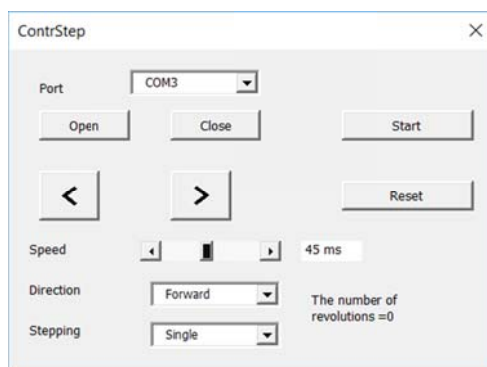 ContrStep
Port COM3
Open Close Start
< > Reset
Speed 45 ms
Direction Forward
The number of
revolutions =0
Stepping Single